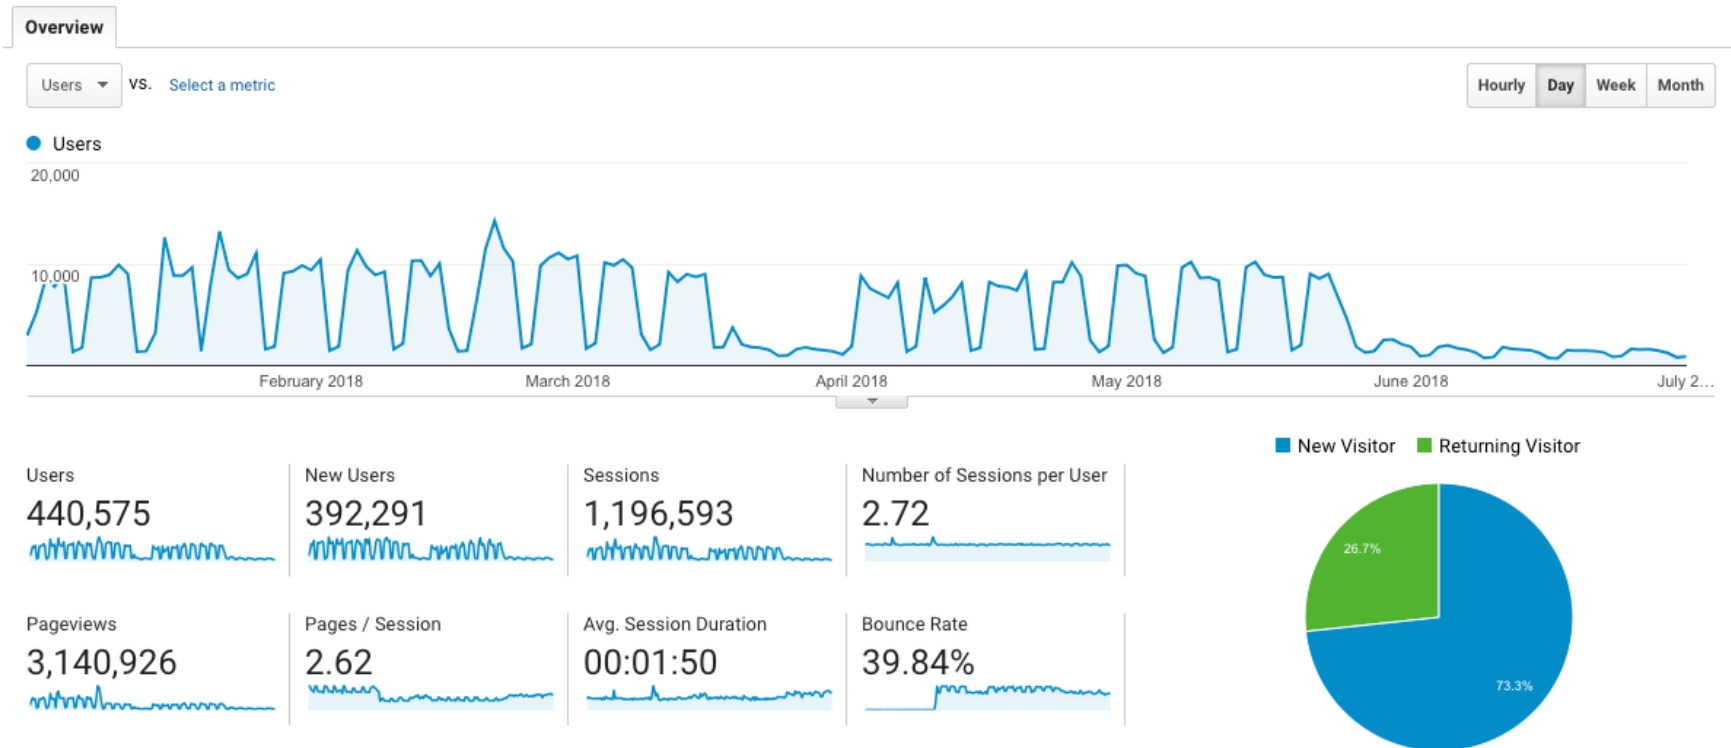 Overview
Users vs. Select a metric
Hourly Day Week Month
Users
20,000
10,000
February 2018 March 2018 April 2018 May 2018 June 2018 July 2...
New Visitor Returning Visitor
Users New Users Sessions Number of Sessions per User
440,575 392,291 1,196,593 2.72
26.7%
Pageviews Pages / Session Avg. Session Duration Bounce Rate
3,140,926 2.62 00:01:50 39.84%
73.3%